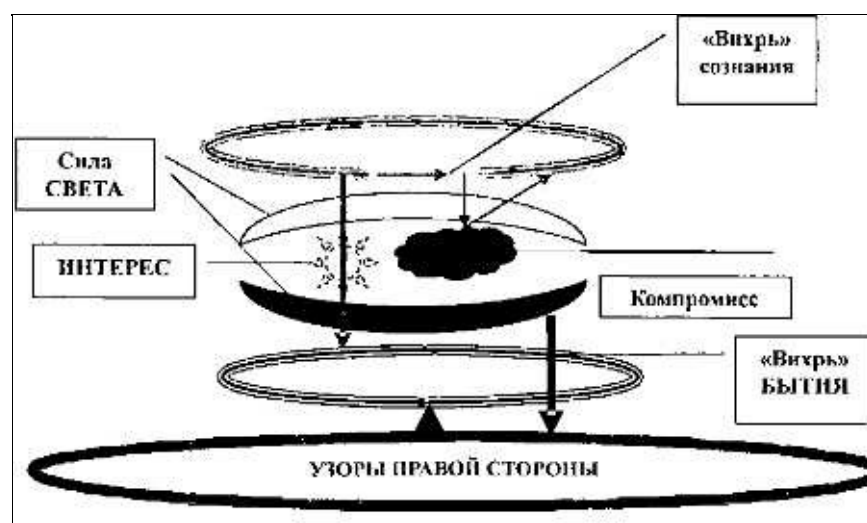 «Вихрь»
сознания
Сила
СВЕТА
ИНТЕРЕС
Компромисс
«Вихрь»
БЫТИЯ
УЗОРЫ ПРАВОЙ СТОРОНЫ